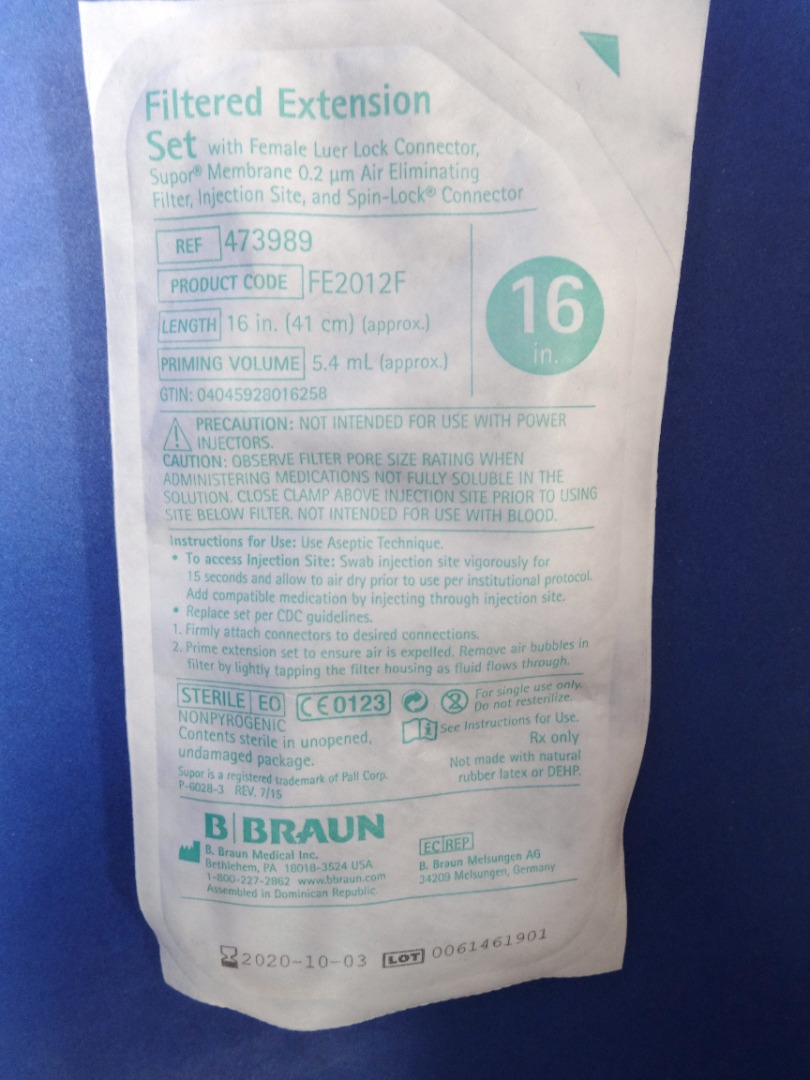 Filtered Extension
Set with Female Luer Lock Connector,
Supor® Membrane 0.2 µm Air Eliminating
Filter, Injection Site, and Spin-Lock® Connector
REF 473989
PRODUCT CODE FE2012F
LENGTH 16 in. (41 cm) (approx.)
PRIMING VOLUME 5.4 mL (approx.)
GTIN: 04045928016258
16
in.
PRECAUTION: NOT INTENDED FOR USE WITH POWER
INJECTORS.
CAUTION: OBSERVE FILTER PORE SIZE RATING WHEN
ADMINISTERING MEDICATIONS NOT FULLY SOLUBLE IN THE
SOLUTION. CLOSE CLAMP ABOVE INJECTION SITE PRIOR TO USING
SITE BELOW FILTER. NOT INTENDED FOR USE WITH BLOOD.
Instructions for Use: Use Aseptic Technique.
• To access Injection Site: Swab injection site vigorously for
15 seconds and allow to air dry prior to use per institutional protocol.
Add compatible medication by injecting through injection site.
• Replace set per CDC guidelines.
1. Firmly attach connectors to desired connections.
2. Prime extension set to ensure air is expelled. Remove air bubbles in
filter by lightly tapping the filter housing as fluid flows through.
STERILE EO
CE0123
2
For single use only.
Do not resterilize.
NONPYROGENIC
Contents sterile in unopened,
undamaged package.
See Instructions for Use.
Rx only
Not made with natural
rubber latex or DEHP.
Supor is a registered trademark of Pall Corp.
P-6028-3 REV. 7/15
B|BRAUN
B. Braun Medical Inc.
Bethlehem, PA 18018-3524 USA
1-800-227-2862 www.bbraun.com
Assembled in Dominican Republic
EC REP
B. Braun Melsungen AG
34209 Melsungen, Germany
2020-10-03 LOT 0061461901